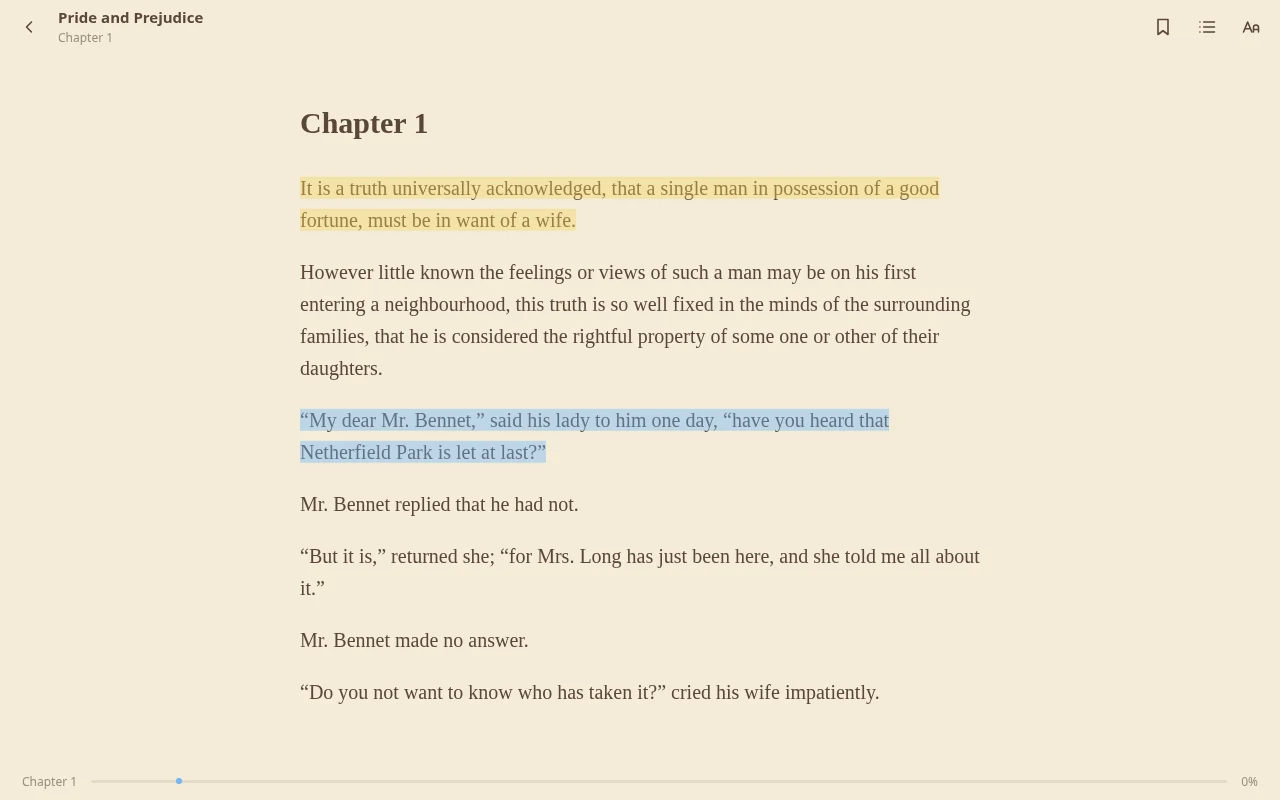 Pride and Prejudice
Chapter 1
Aa
Chapter 1
It is a truth universally acknowledged, that a single man in possession of a good
fortune, must be in want of a wife.
However little known the feelings or views of such a man may be on his first
entering a neighbourhood, this truth is so well fixed in the minds of the surrounding
families, that he is considered the rightful property of some one or other of their
daughters.
“My dear Mr. Bennet,” said his lady to him one day, “have you heard that
Netherfield Park is let at last?”
Mr. Bennet replied that he had not.
“But it is,” returned she; “for Mrs. Long has just been here, and she told me all about
it.”
Mr. Bennet made no answer.
“Do you not want to know who has taken it?” cried his wife impatiently.
Chapter 1
0%